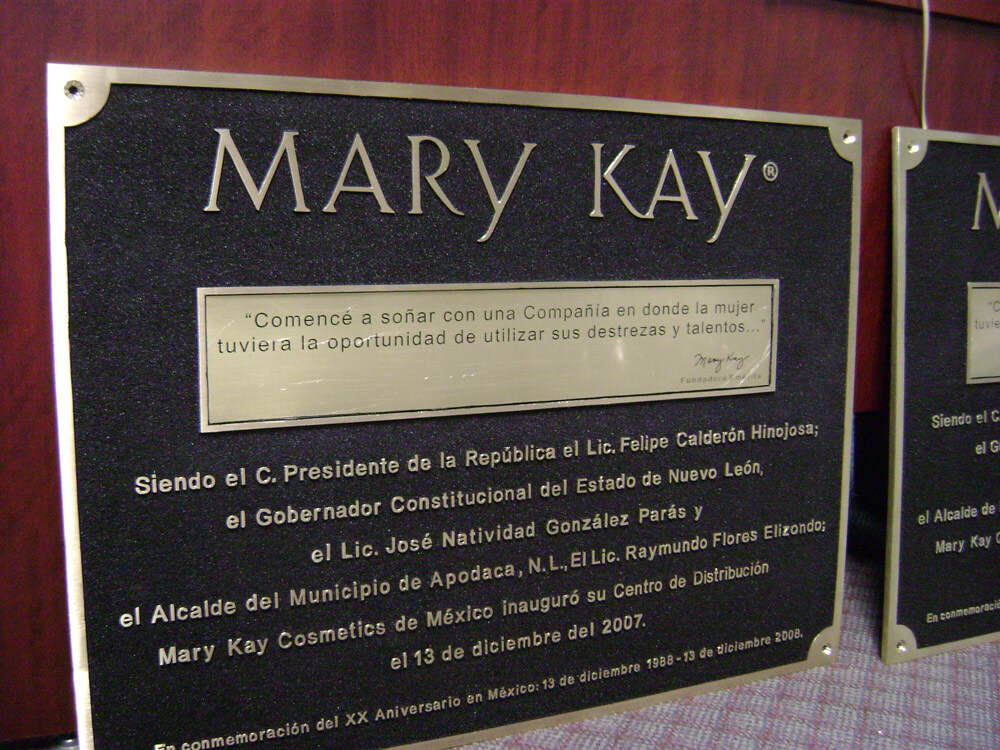 MARY KAY®
"Comencé a soñar con una Compañía en donde la mujer
tuviera la oportunidad de utilizar sus destrezas y talentos..."
Mary Kay
Fundadora Emérita
Siendo el C. Presidente de la República el Lic. Felipe Calderón Hinojosa;
el Gobernador Constitucional del Estado de Nuevo León,
el Lic. José Natividad González Parás y
el Alcalde del Municipio de Apodaca, N.L., El Lic. Raymundo Flores Elizondo;
Mary Kay Cosmetics de México inauguró su Centro de Distribución
el 13 de diciembre del 2007.
En conmemoración del XX Aniversario en México: 13 de diciembre 1988 - 13 de diciembre 2008.
M
"C
tuvie
Siendo el C
el G
el Alcalde de
Mary Kay C
En conmemoració